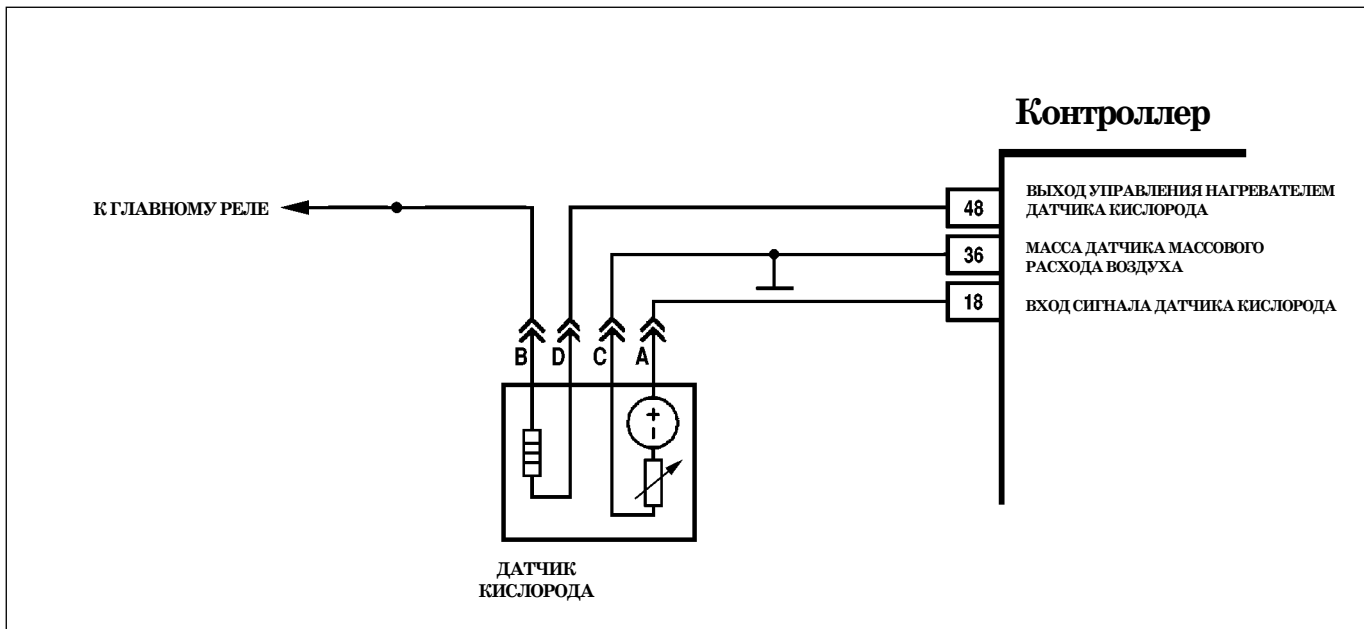 Контроллер
К ГЛАВНОМУ РЕЛЕ
48
ВЫХОД УПРАВЛЕНИЯ НАГРЕВАТЕЛЕМ
ДАТЧИКА КИСЛОРОДА
36
МАССА ДАТЧИКА МАССОВОГО
РАСХОДА ВОЗДУХА
18
ВХОД СИГНАЛА ДАТЧИКА КИСЛОРОДА
B D C A
+
-
ДАТЧИК
КИСЛОРОДА